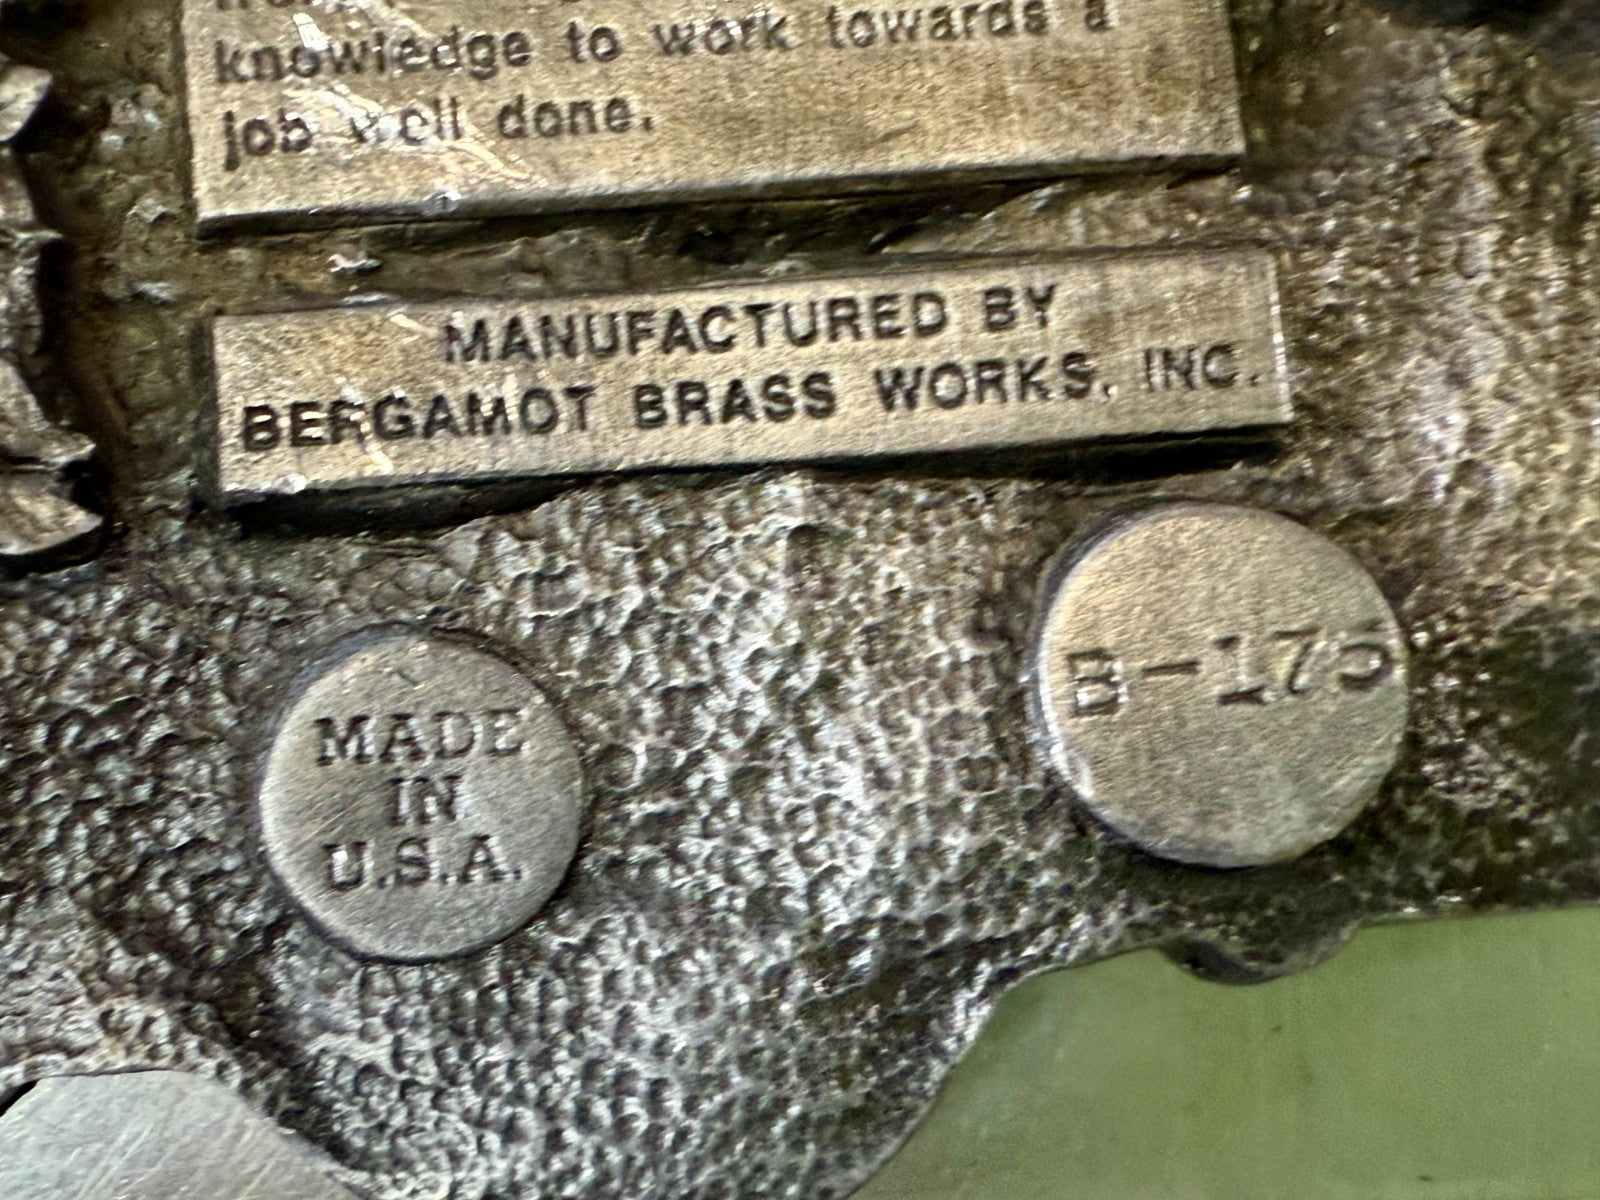 knowledge to work towards a
job well done.
MANUFACTURED BY
BERGAMOT BRASS WORKS, INC.
MADE
IN
U.S.A.
B-175